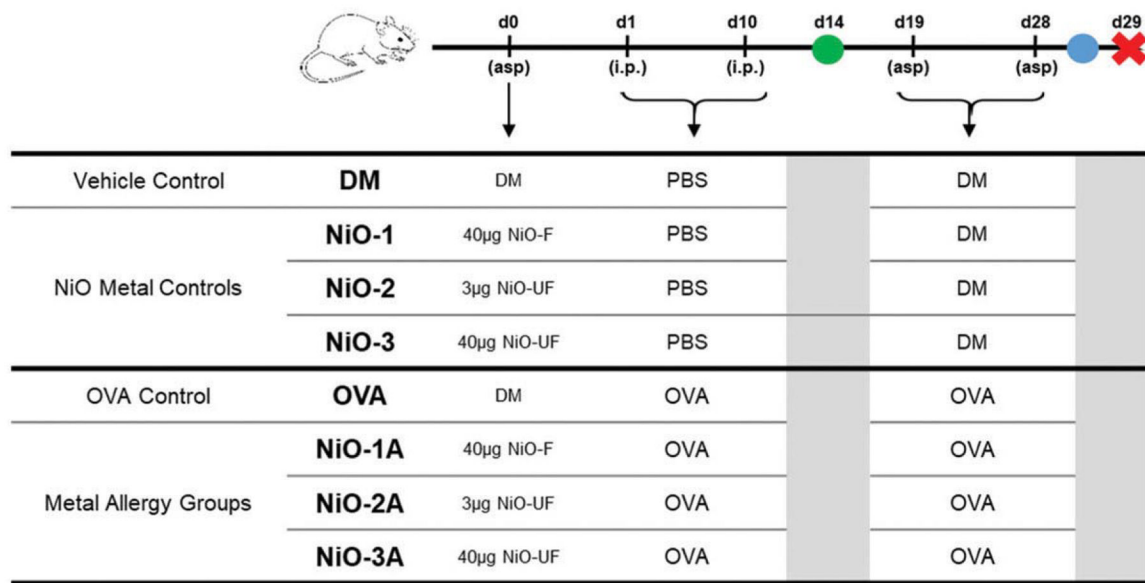 d0 d1 d10 d14 d19 d28 d29
(asp) (i.p.) (i.p.) (asp) (asp)
Vehicle Control DM DM PBS DM
NiO-1 40µg NiO-F PBS DM
NiO Metal Controls NiO-2 3µg NiO-UF PBS DM
NiO-3 40µg NiO-UF PBS DM
OVA Control OVA DM OVA OVA
NiO-1A 40µg NiO-F OVA OVA
Metal Allergy Groups NiO-2A 3µg NiO-UF OVA OVA
NiO-3A 40µg NiO-UF OVA OVA